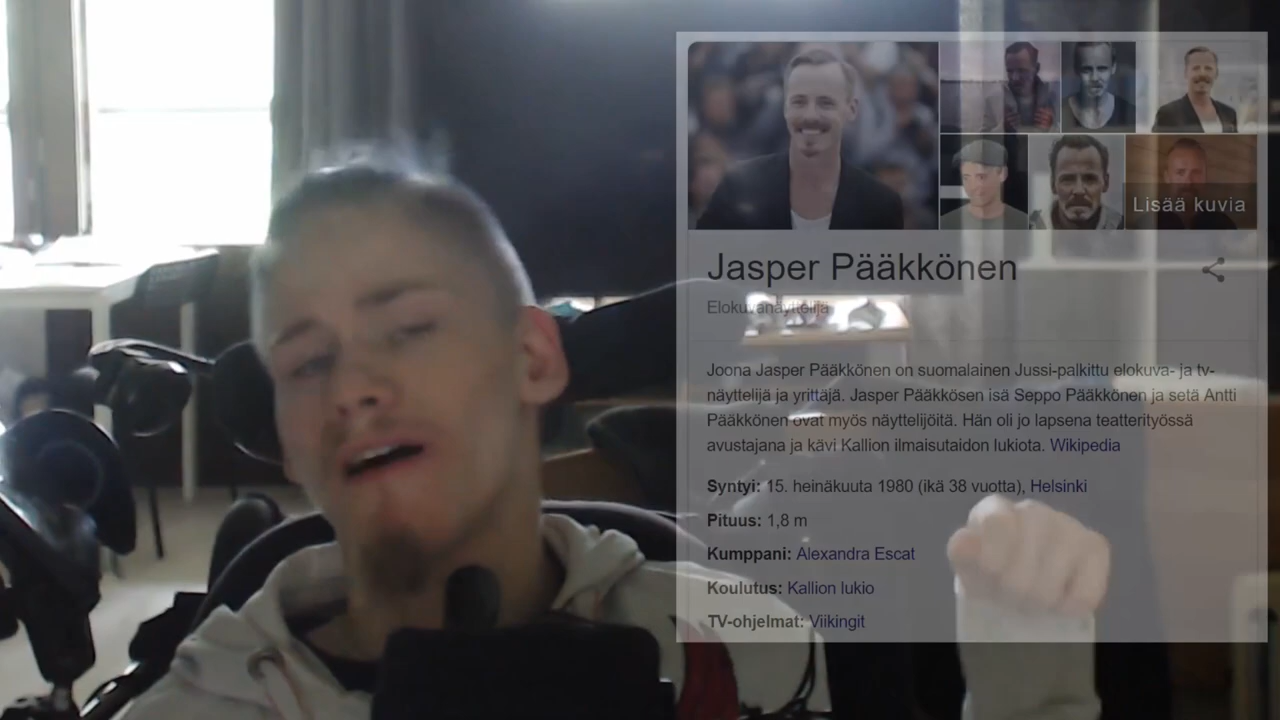 Lisää kuvia
Jasper Pääkkönen
Elokuvanäyttelijä
Joona Jasper Pääkkönen on suomalainen Jussi-palkittu elokuva- ja tv-
näyttelijä ja yrittäjä. Jasper Pääkkösen isä Seppo Pääkkönen ja setä Antti
Pääkkönen ovat myös näyttelijöitä. Hän oli jo lapsena teatterityössä
avustajana ja kävi Kallion ilmaisutaidon lukiota. Wikipedia
Syntyi: 15. heinäkuuta 1980 (ikä 38 vuotta), Helsinki
Pituus: 1,8 m
Kumppani: Alexandra Escat
Koulutus: Kallion lukio
TV-ohjelmat: Viikingit